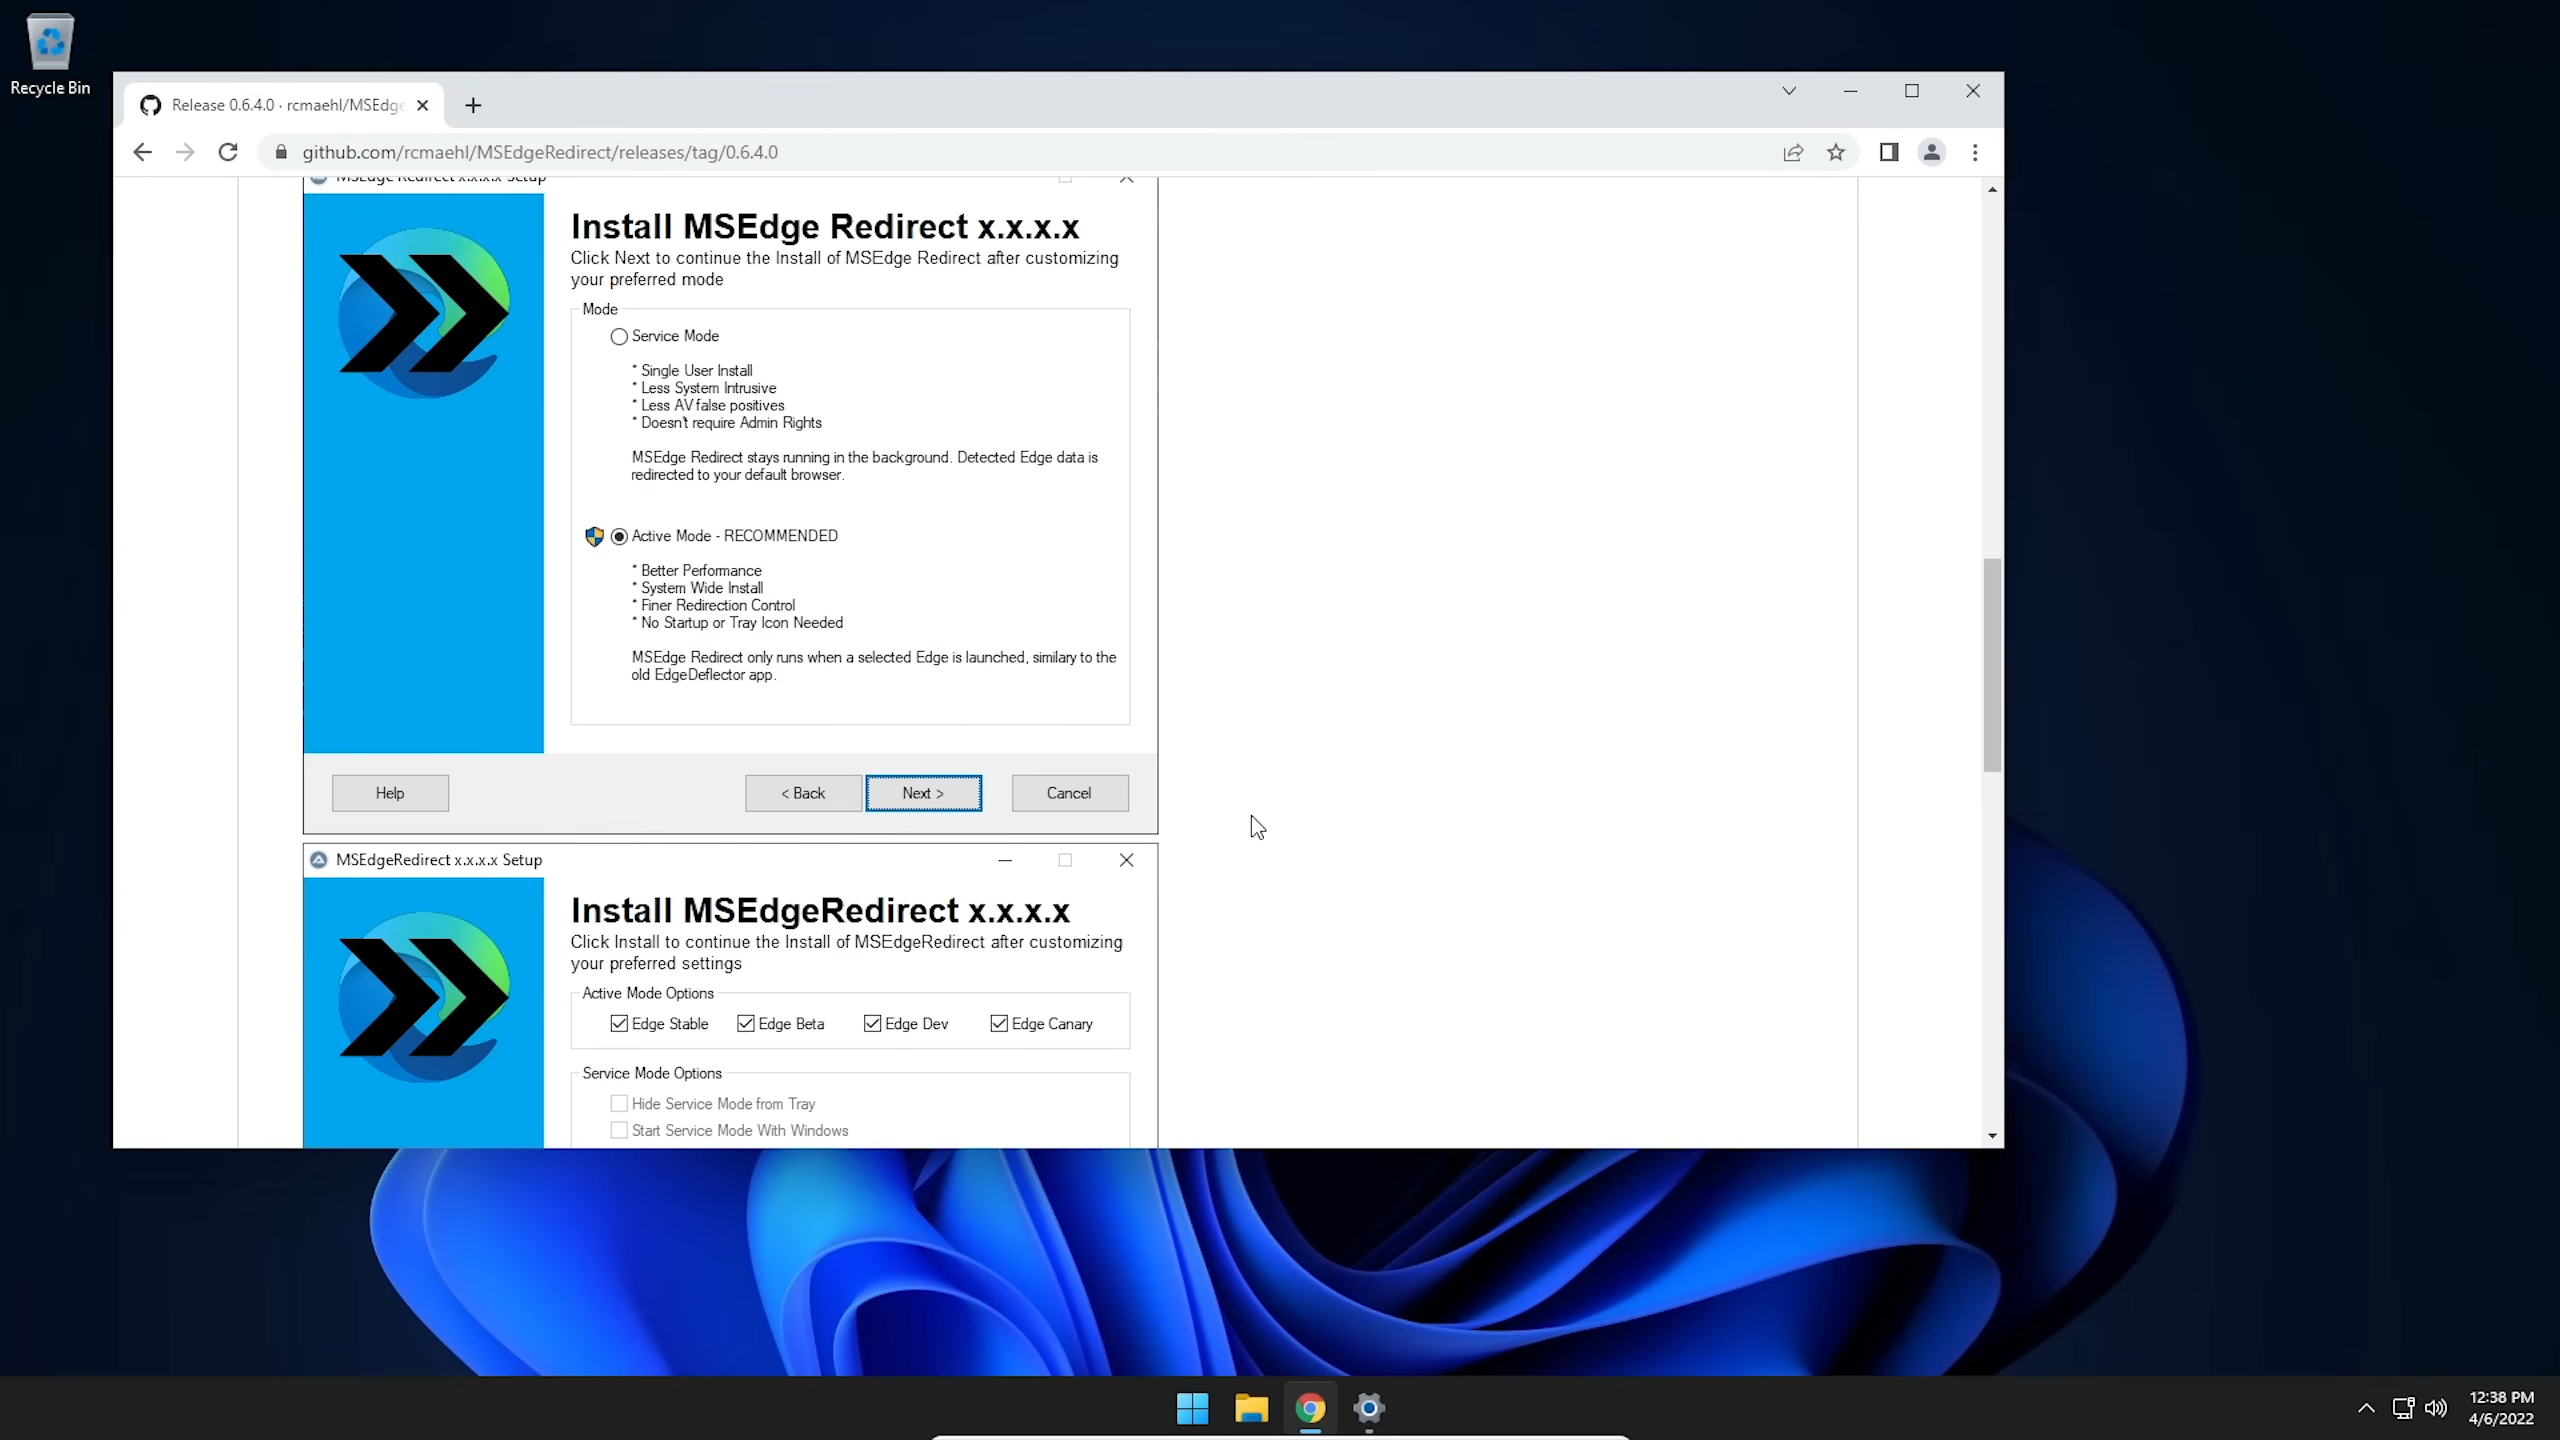 Recycle Bin
Release 0.6.4.0 · rcmaehl/MSEdge
github.com/rcmaehl/MSEdgeRedirect/releases/tag/0.6.4.0
MSEdge Redirect x.x.x.x Setup
Install MSEdge Redirect x.x.x.x
Click Next to continue the Install of MSEdge Redirect after customizing
your preferred mode
Mode
Service Mode
* Single User Install
* Less System Intrusive
* Less AV false positives
* Doesn't require Admin Rights
MSEdge Redirect stays running in the background. Detected Edge data is
redirected to your default browser.
Active Mode - RECOMMENDED
* Better Performance
* System Wide Install
* Finer Redirection Control
* No Startup or Tray Icon Needed
MSEdge Redirect only runs when a selected Edge is launched, similary to the
old EdgeDeflector app.
Help
< Back
Next >
Cancel
MSEdgeRedirect x.x.x.x Setup
Install MSEdgeRedirect x.x.x.x
Click Install to continue the Install of MSEdgeRedirect after customizing
your preferred settings
Active Mode Options
Edge Stable Edge Beta Edge Dev Edge Canary
Service Mode Options
Hide Service Mode from Tray
Start Service Mode With Windows
12:38 PM
4/6/2022